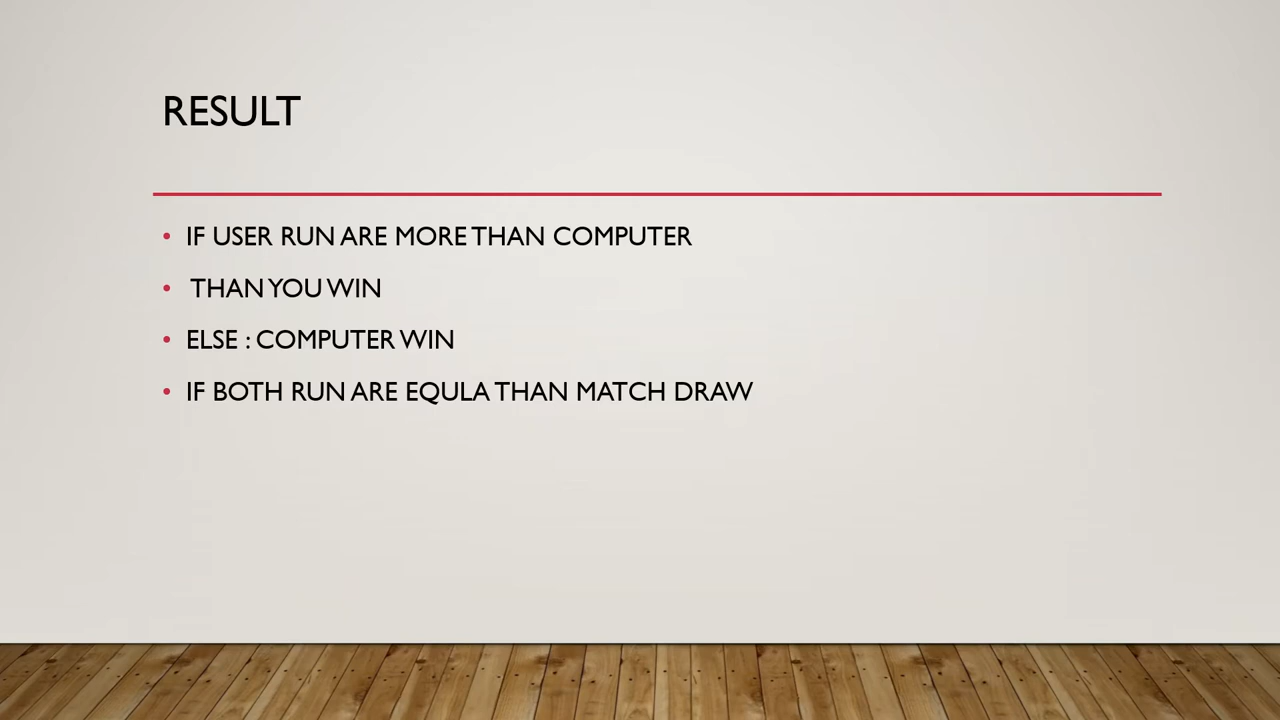 RESULT
• IF USER RUN ARE MORE THAN COMPUTER
• THAN YOU WIN
• ELSE : COMPUTER WIN
• IF BOTH RUN ARE EQULA THAN MATCH DRAW